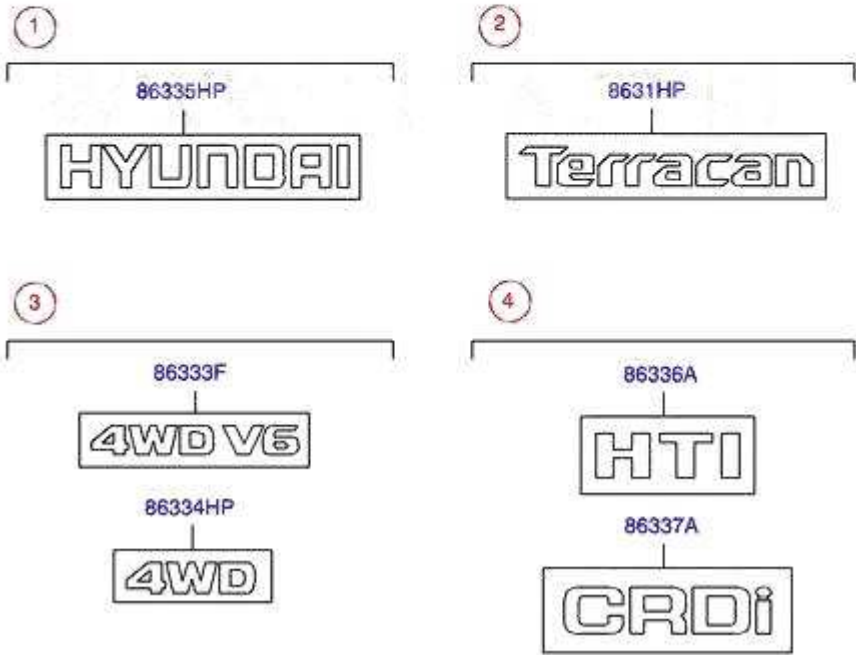 1
86335HP
HYUNDAI
2
8631HP
Terracan
3
86333F
4WD V6
86334HP
4WD
4
86336A
HTI
86337A
CRDi